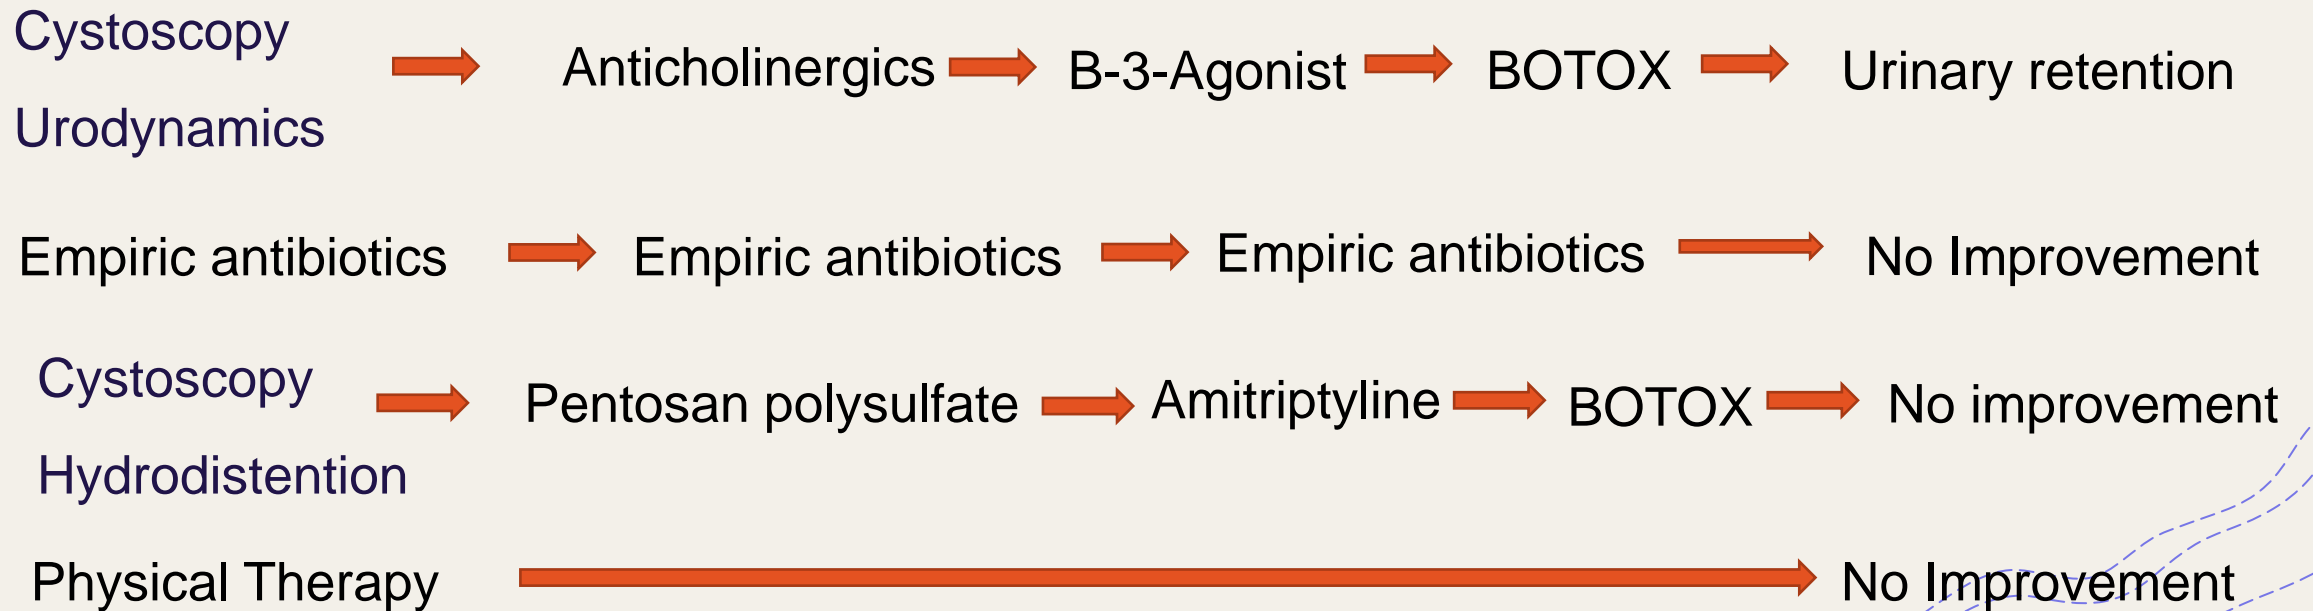 Cystoscopy
Urodynamics
Anticholinergics
B-3-Agonist
BOTOX
Urinary retention
Empiric antibiotics
Empiric antibiotics
Empiric antibiotics
No Improvement
Cystoscopy
Hydrodistention
Pentosan polysulfate
Amitriptyline
BOTOX
No improvement
Physical Therapy
No Improvement